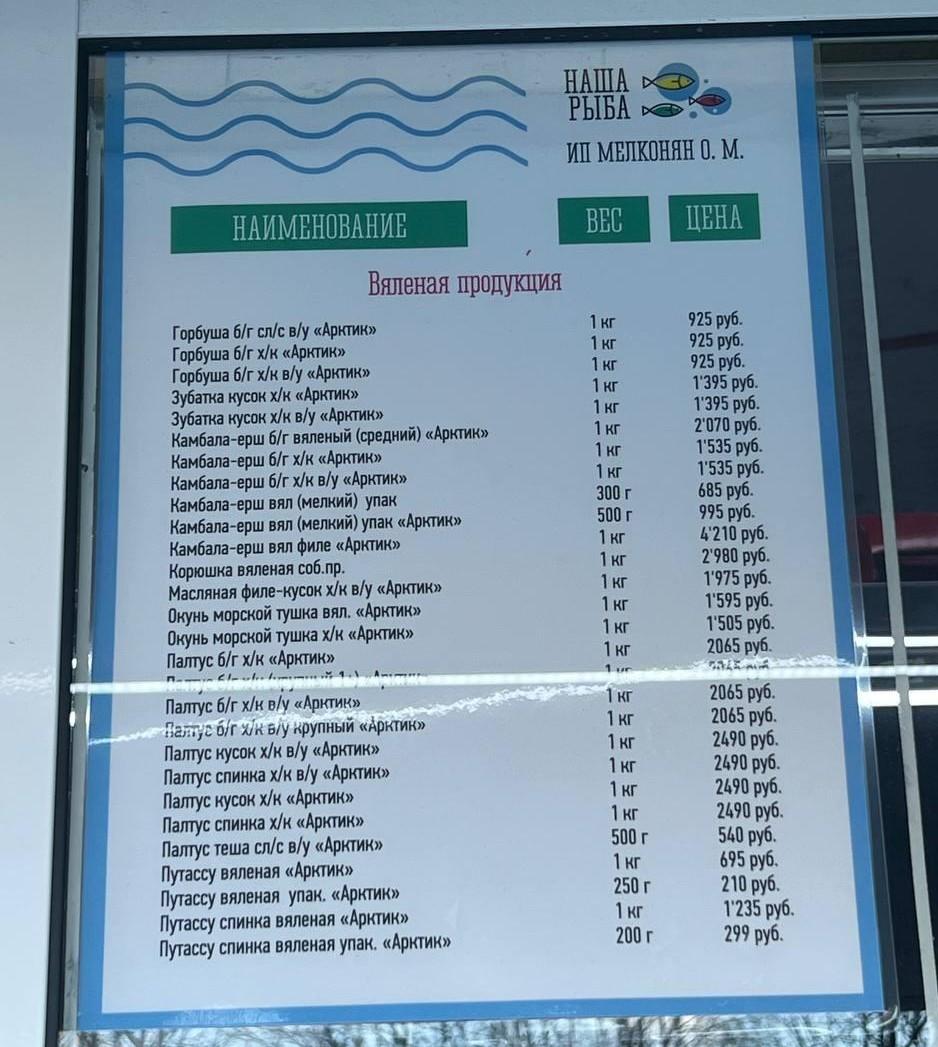 НАША
РЫБА
ИП МЕЛКОНЯН О. М.
НАИМЕНОВАНИЕ ВЕС ЦЕНА
Вяленая продукция
Горбуша б/г сл/с в/у «Арктик» 1 кг 925 руб.
Горбуша б/г х/к «Арктик» 1 кг 925 руб.
Горбуша б/г х/к в/у «Арктик» 1 кг 925 руб.
Зубатка кусок х/к «Арктик» 1 кг 1'395 руб.
Зубатка кусок х/к в/у «Арктик» 1 кг 1'395 руб.
Камбала-ерш б/г вяленый (средний) «Арктик» 1 кг 2'070 руб.
Камбала-ерш б/г х/к «Арктик» 1 кг 1'535 руб.
Камбала-ерш б/г х/к в/у «Арктик» 1 кг 1'535 руб.
Камбала-ерш вял (мелкий) упак 300 г 685 руб.
Камбала-ерш вял (мелкий) упак «Арктик» 500 г 995 руб.
Камбала-ерш вял филе «Арктик» 1 кг 4'210 руб.
Корюшка вяленая соб.пр. 1 кг 2'980 руб.
Масляная филе-кусок х/к в/у «Арктик» 1 кг 1'975 руб.
Окунь морской тушка вял. «Арктик» 1 кг 1'595 руб.
Окунь морской тушка х/к «Арктик» 1 кг 1'505 руб.
Палтус б/г х/к «Арктик» 1 кг 2065 руб.
Палтус б/г х/к «Арктик» 1 кг
Палтус б/г х/к в/у «Арктик» 1 кг 2065 руб.
Палтус б/г х/к в/у крупный «Арктик» 1 кг 2065 руб.
Палтус кусок х/к в/у «Арктик» 1 кг 2490 руб.
Палтус спинка х/к в/у «Арктик» 1 кг 2490 руб.
Палтус кусок х/к «Арктик» 1 кг 2490 руб.
Палтус спинка х/к «Арктик» 1 кг 2490 руб.
Палтус теша сл/с в/у «Арктик» 500 г 540 руб.
Путассу вяленая «Арктик» 1 кг 695 руб.
Путассу вяленая упак. «Арктик» 250 г 210 руб.
Путассу спинка вяленая «Арктик» 1 кг 1'235 руб.
Путассу спинка вяленая упак. «Арктик» 200 г 299 руб.